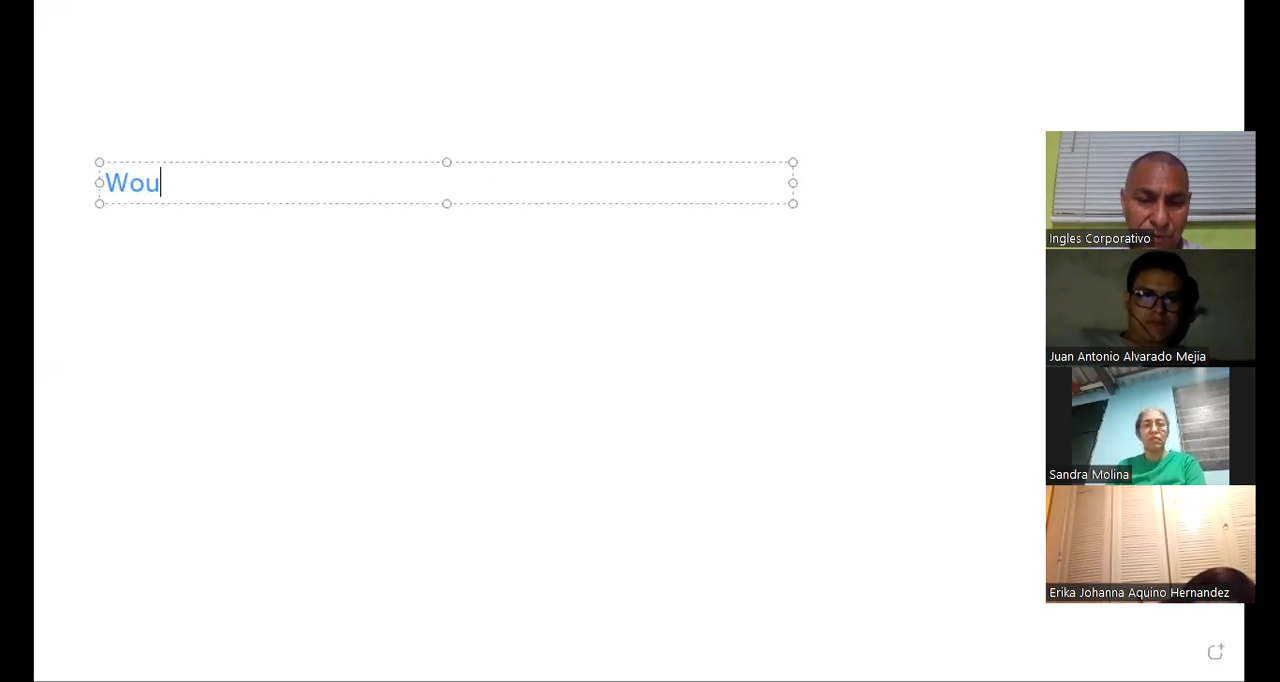 Wou
Ingles Corporativo
Juan Antonio Alvarado Mejia
Sandra Molina
Erika Johanna Aquino Hernandez